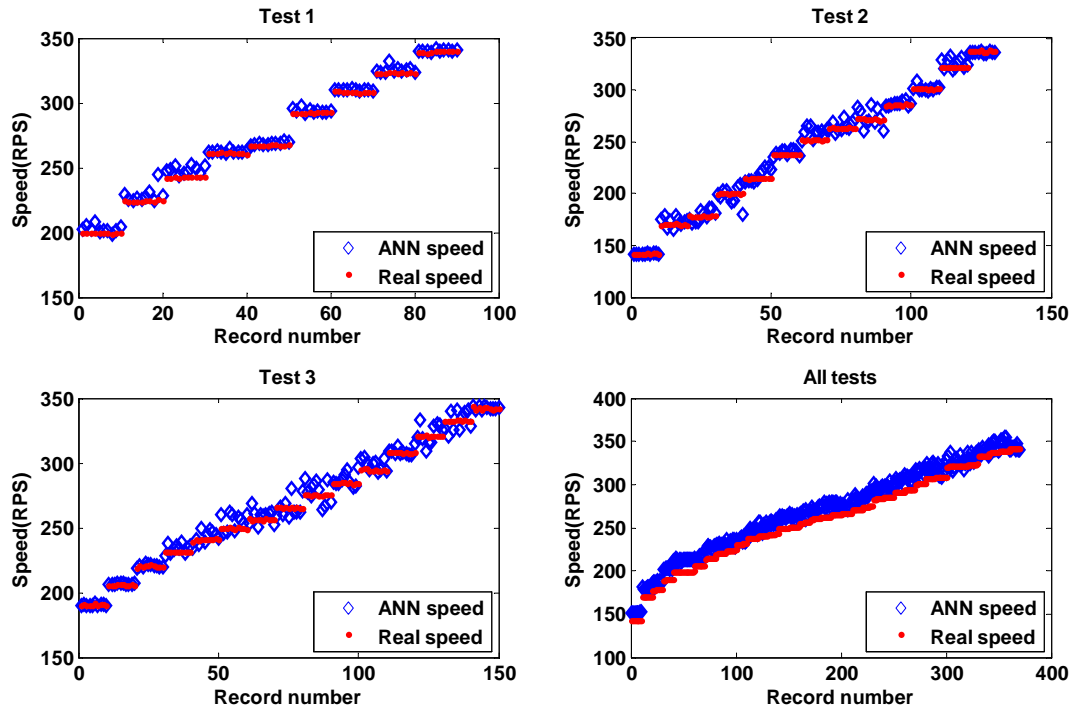 Test 1
Speed(RPS)
350
300
250
200
150
0
20
40
60
80
100
Record number
ANN speed
Real speed
Test 2
Speed(RPS)
350
300
250
200
150
100
0
50
100
150
Record number
ANN speed
Real speed
Test 3
Speed(RPS)
350
300
250
200
150
0
50
100
150
Record number
ANN speed
Real speed
All tests
Speed(RPS)
400
350
300
250
200
150
100
0
100
200
300
400
Record number
ANN speed
Real speed